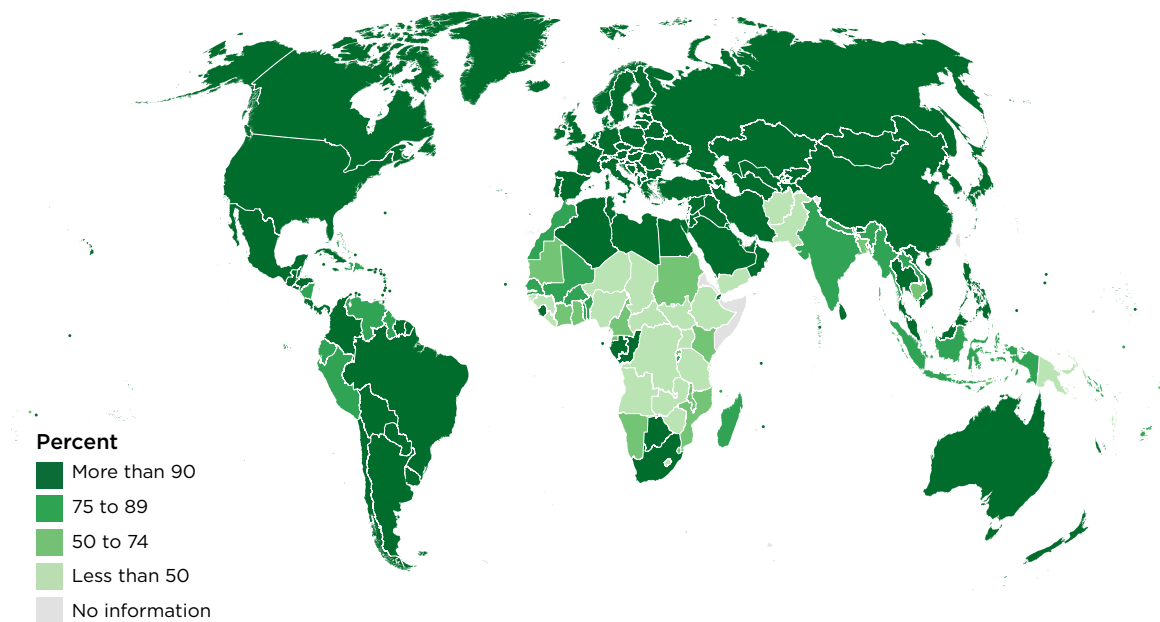 Percent
More than 90
75 to 89
50 to 74
Less than 50
No information